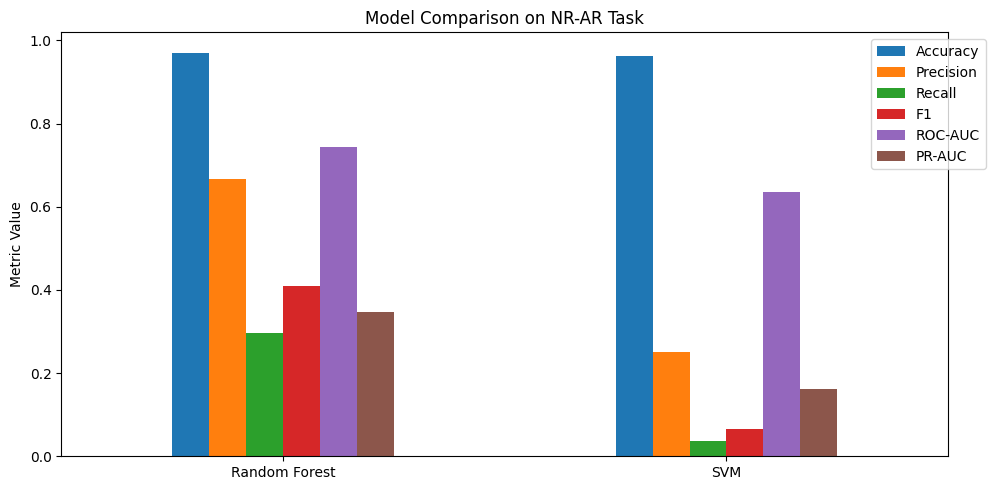 Model Comparison on NR-AR Task
Metric Value
1.0
0.8
0.6
0.4
0.2
0.0
Random Forest
SVM
Accuracy
Precision
Recall
F1
ROC-AUC
PR-AUC